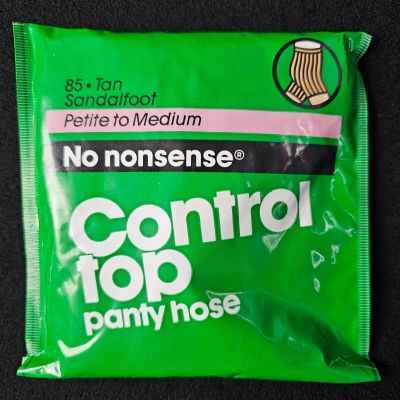 85 • Tan
Sandalfoot
Petite to Medium
No nonsense®
Control
top
panty hose